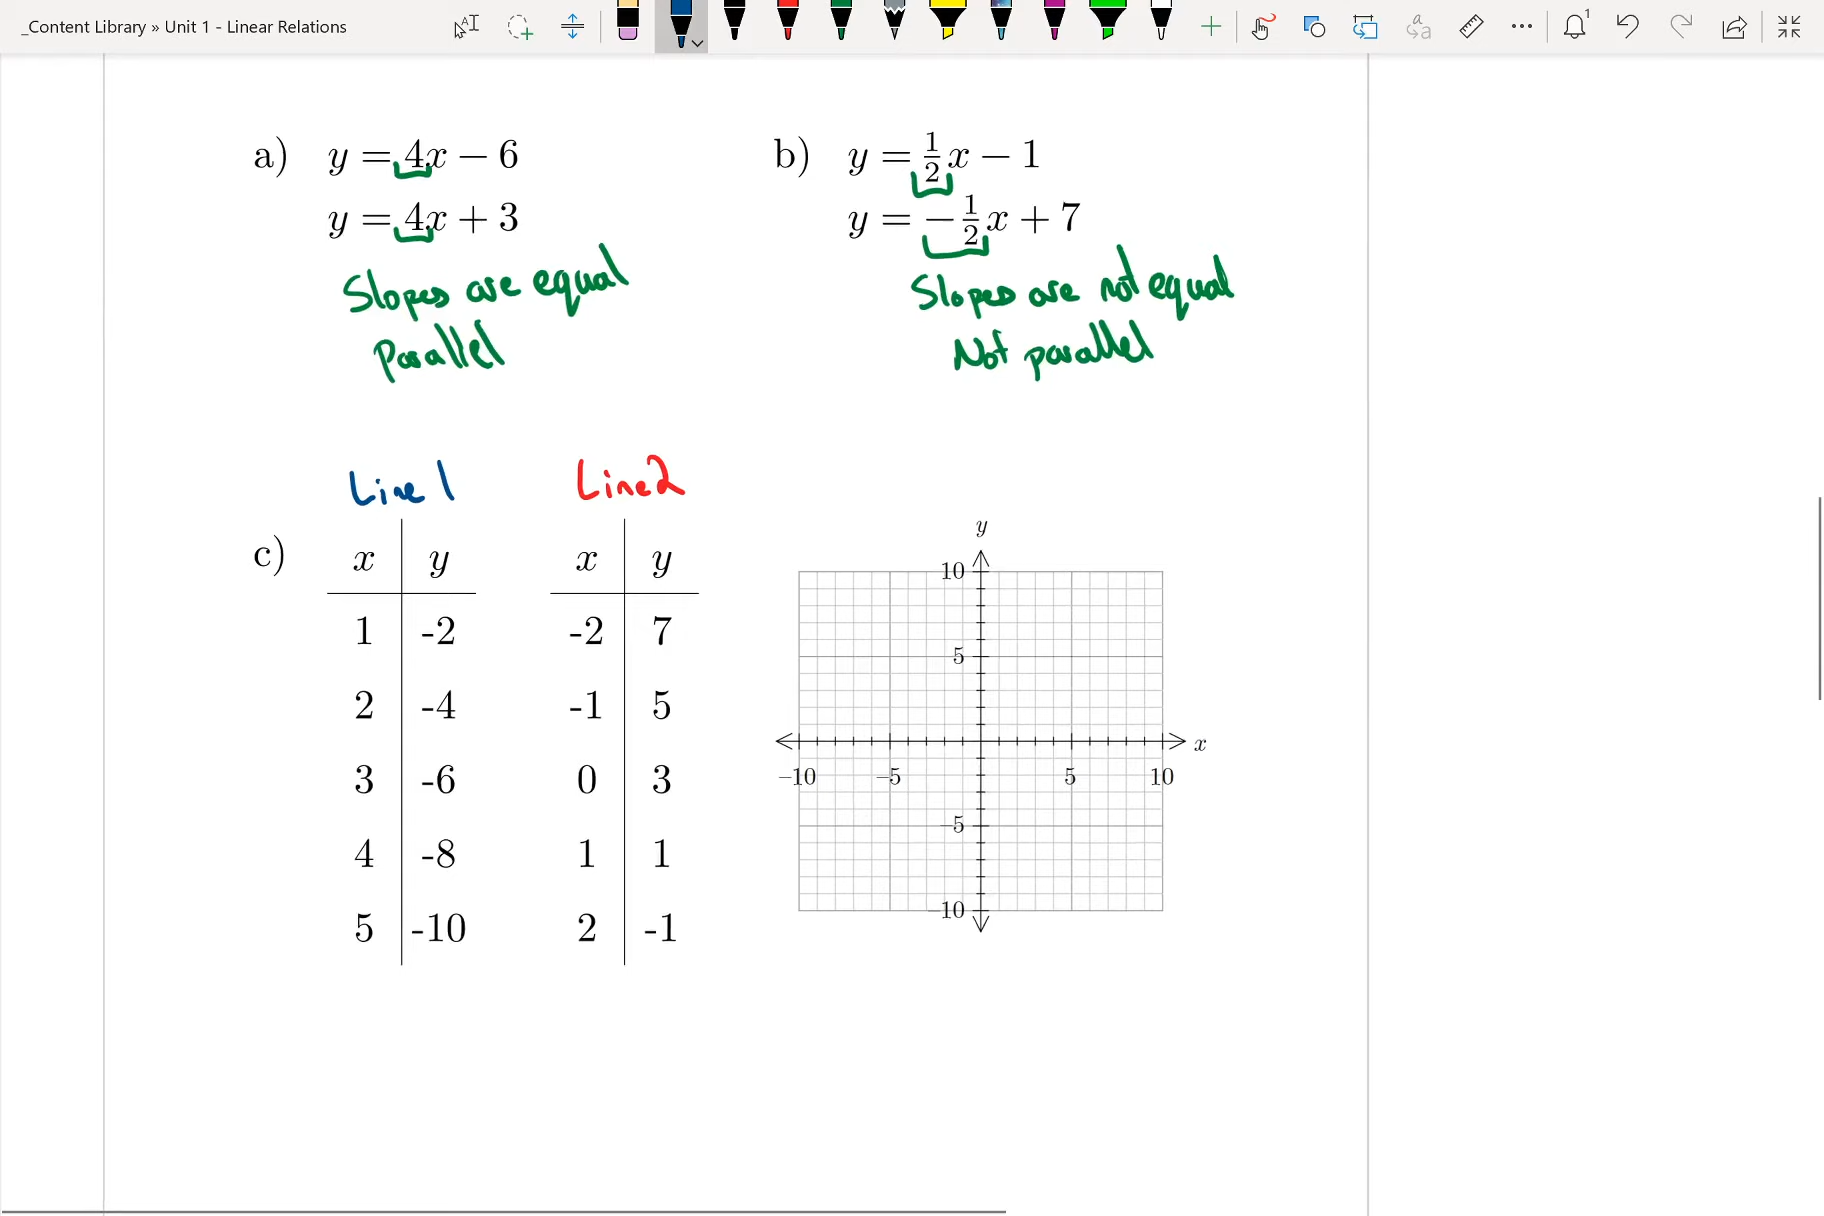 _Content Library » Unit 1 - Linear Relations
a) y = 4x − 6
y = 4x + 3
Slopes are equal
Parallel
b) y = 1/2 x − 1
y = −1/2 x + 7
Slopes are not equal
Not parallel
Line 1
Line 2
c)
x y
1 -2
2 -4
3 -6
4 -8
5 -10
x y
-2 7
-1 5
0 3
1 1
2 -1
y
10
5
x
−10 −5 5 10
−5
−10
1